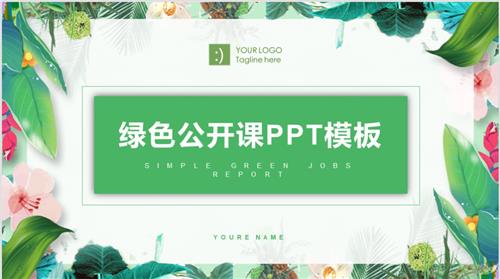 :)
YOUR LOGO
Tagline here
绿色公开课PPT模板
SIMPLE GREEN JOBS
REPORT
YOURE NAME